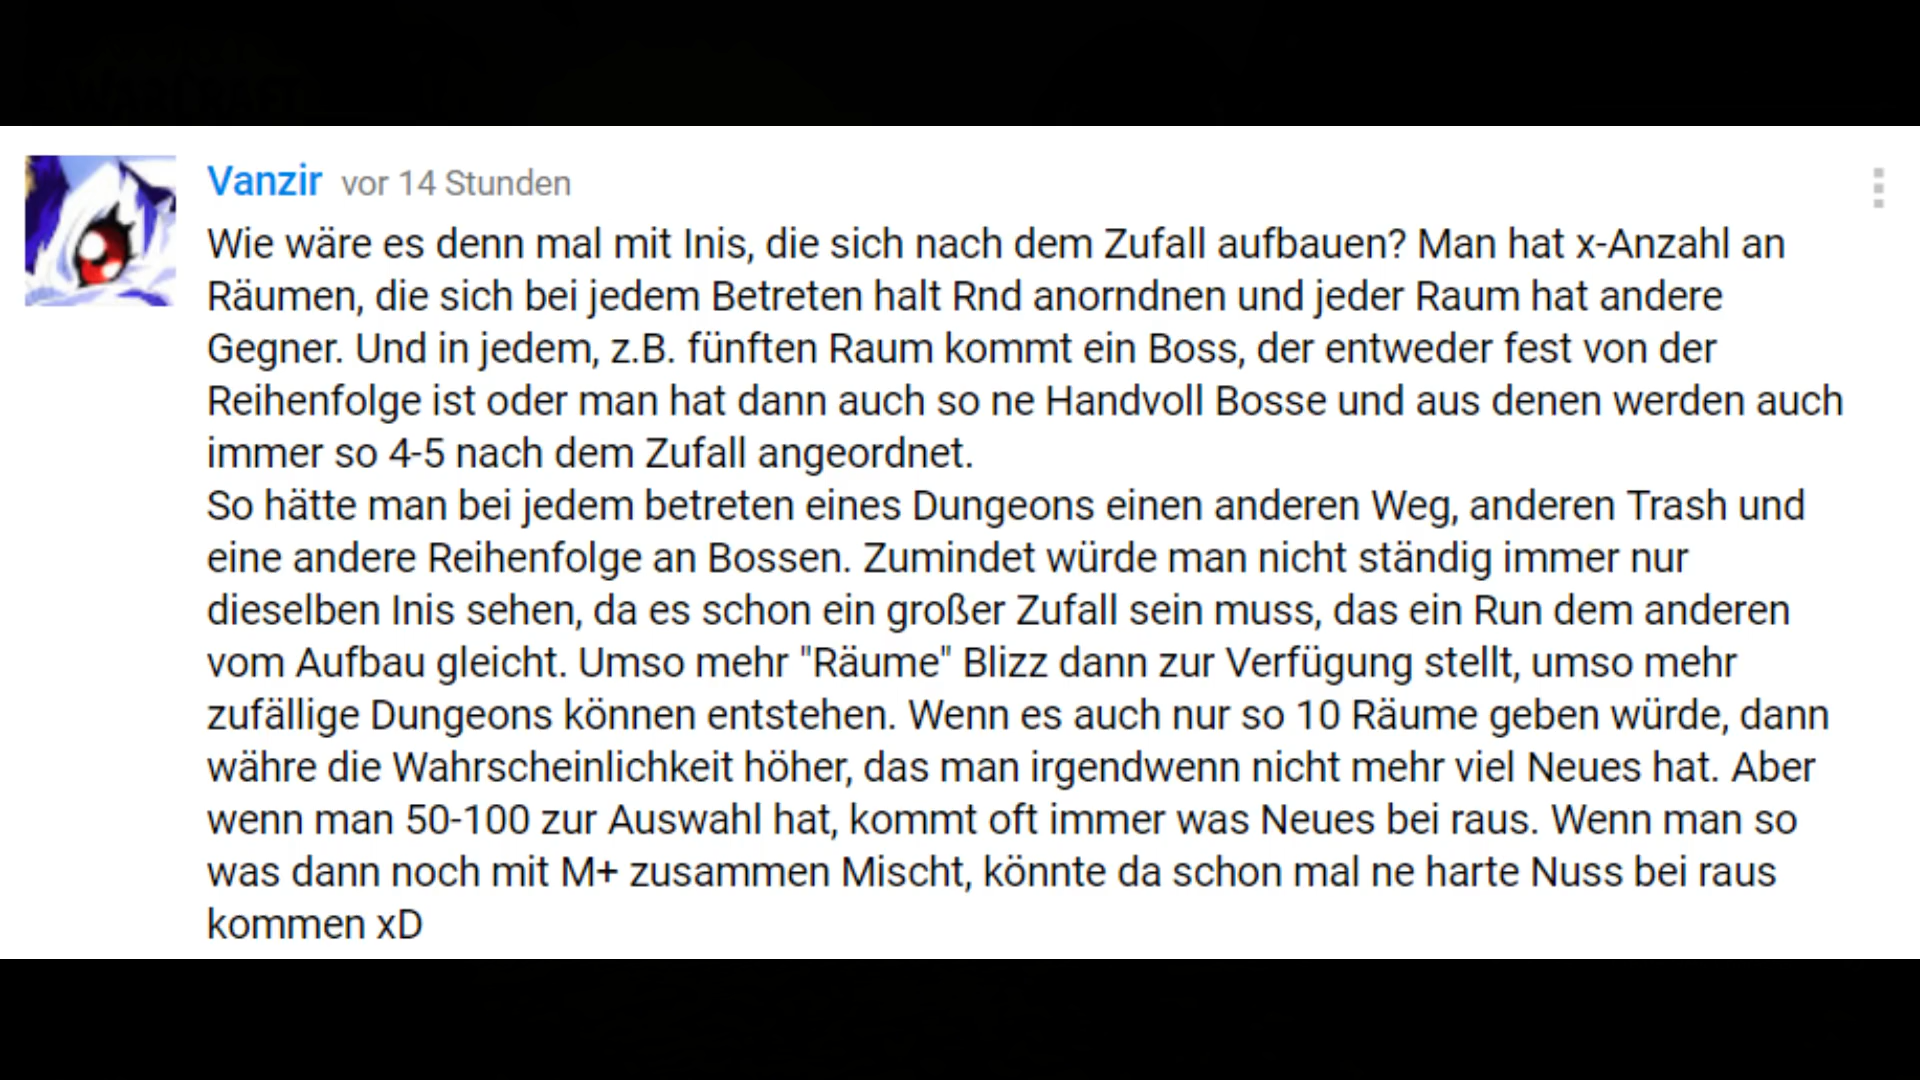 WARCRAFT
Vanzir vor 14 Stunden
Wie wäre es denn mal mit Inis, die sich nach dem Zufall aufbauen? Man hat x-Anzahl an
Räumen, die sich bei jedem Betreten halt Rnd anorndnen und jeder Raum hat andere
Gegner. Und in jedem, z.B. fünften Raum kommt ein Boss, der entweder fest von der
Reihenfolge ist oder man hat dann auch so ne Handvoll Bosse und aus denen werden auch
immer so 4-5 nach dem Zufall angeordnet.
So hätte man bei jedem betreten eines Dungeons einen anderen Weg, anderen Trash und
eine andere Reihenfolge an Bossen. Zumindet würde man nicht ständig immer nur
dieselben Inis sehen, da es schon ein großer Zufall sein muss, das ein Run dem anderen
vom Aufbau gleicht. Umso mehr "Räume" Blizz dann zur Verfügung stellt, umso mehr
zufällige Dungeons können entstehen. Wenn es auch nur so 10 Räume geben würde, dann
währe die Wahrscheinlichkeit höher, das man irgendwenn nicht mehr viel Neues hat. Aber
wenn man 50-100 zur Auswahl hat, kommt oft immer was Neues bei raus. Wenn man so
was dann noch mit M+ zusammen Mischt, könnte da schon mal ne harte Nuss bei raus
kommen xD